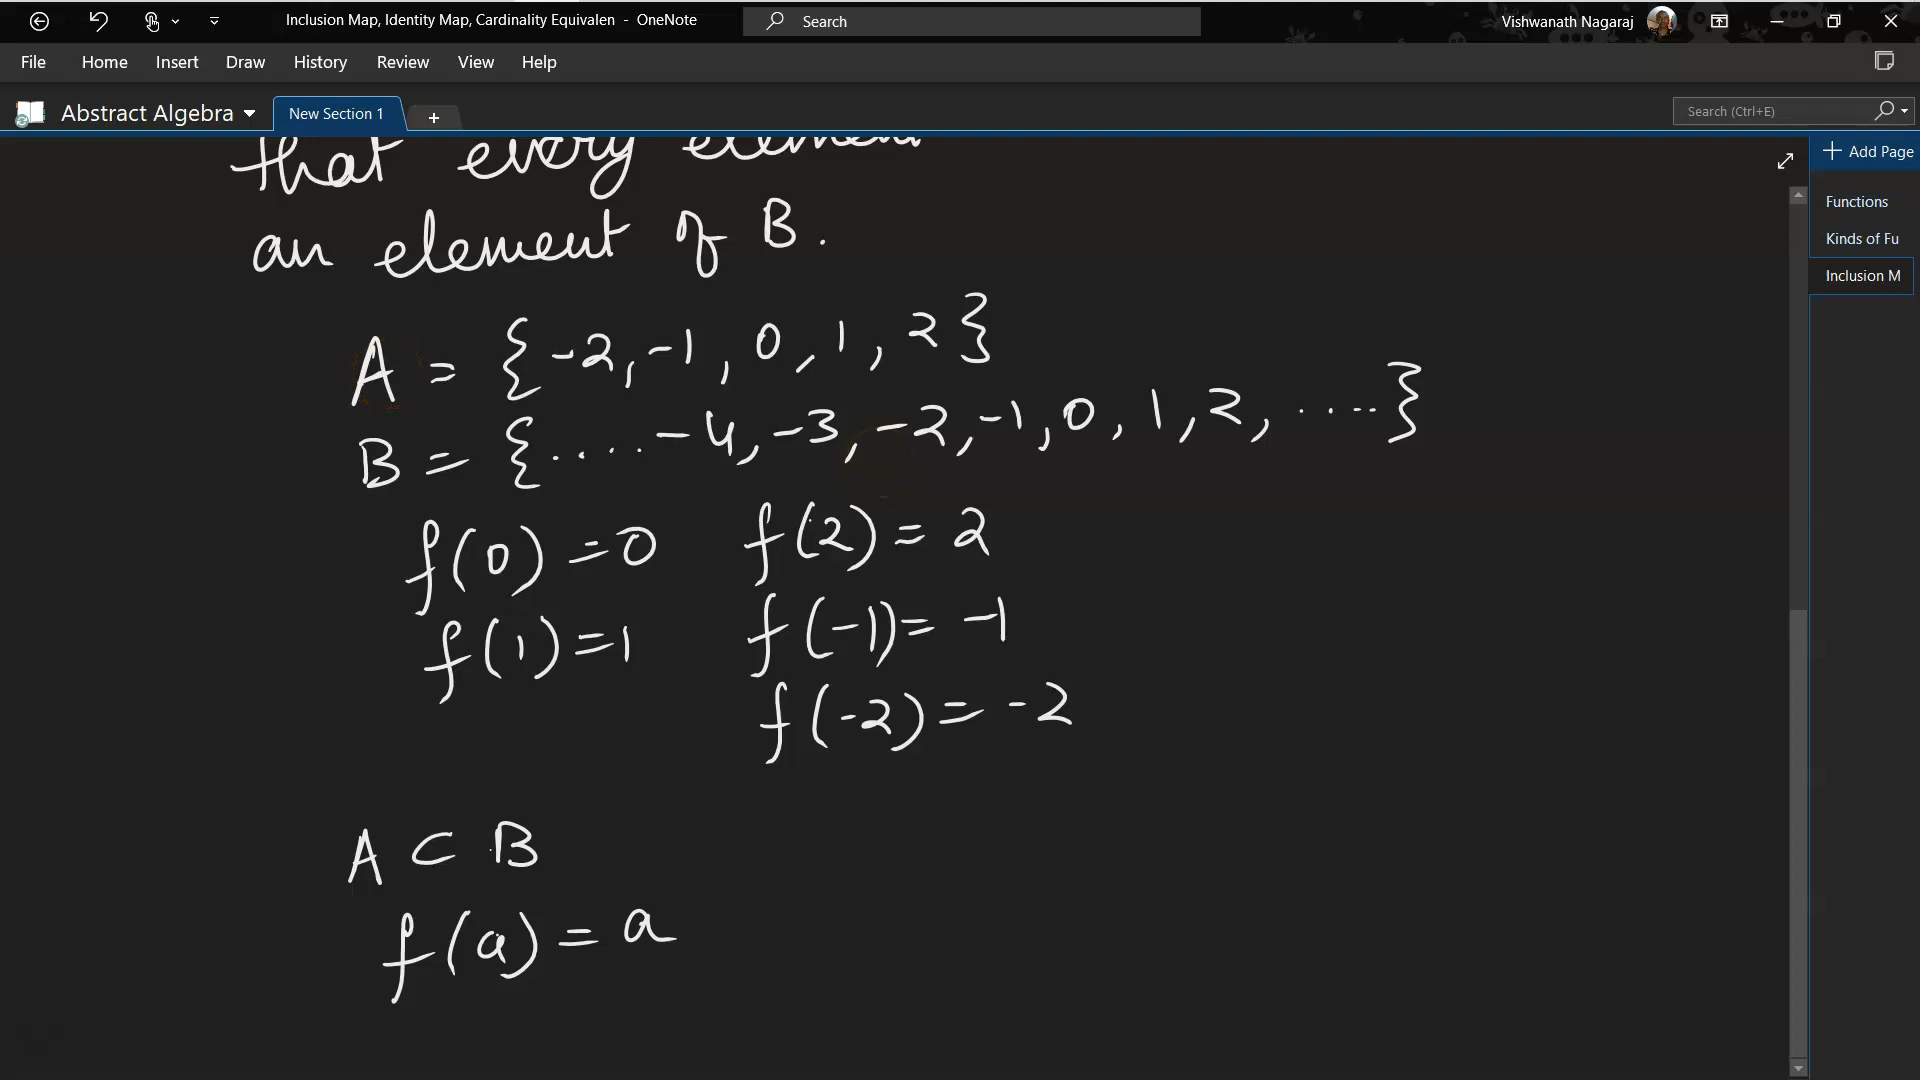 Inclusion Map, Identity Map, Cardinality Equivalen - OneNote
Search
Vishwanath Nagaraj
File Home Insert Draw History Review View Help
Abstract Algebra
New Section 1
+
Search (Ctrl+E)
Add Page
Functions
Kinds of Fu
Inclusion M
that every element
an element of B.
A = {-2, -1, 0, 1, 2}
B = {.... -4, -3, -2, -1, 0, 1, 2, ....}
f(0) = 0 f(2) = 2
f(1) = 1 f(-1) = -1
f(-2) = -2
A ⊂ B
f(a) = a